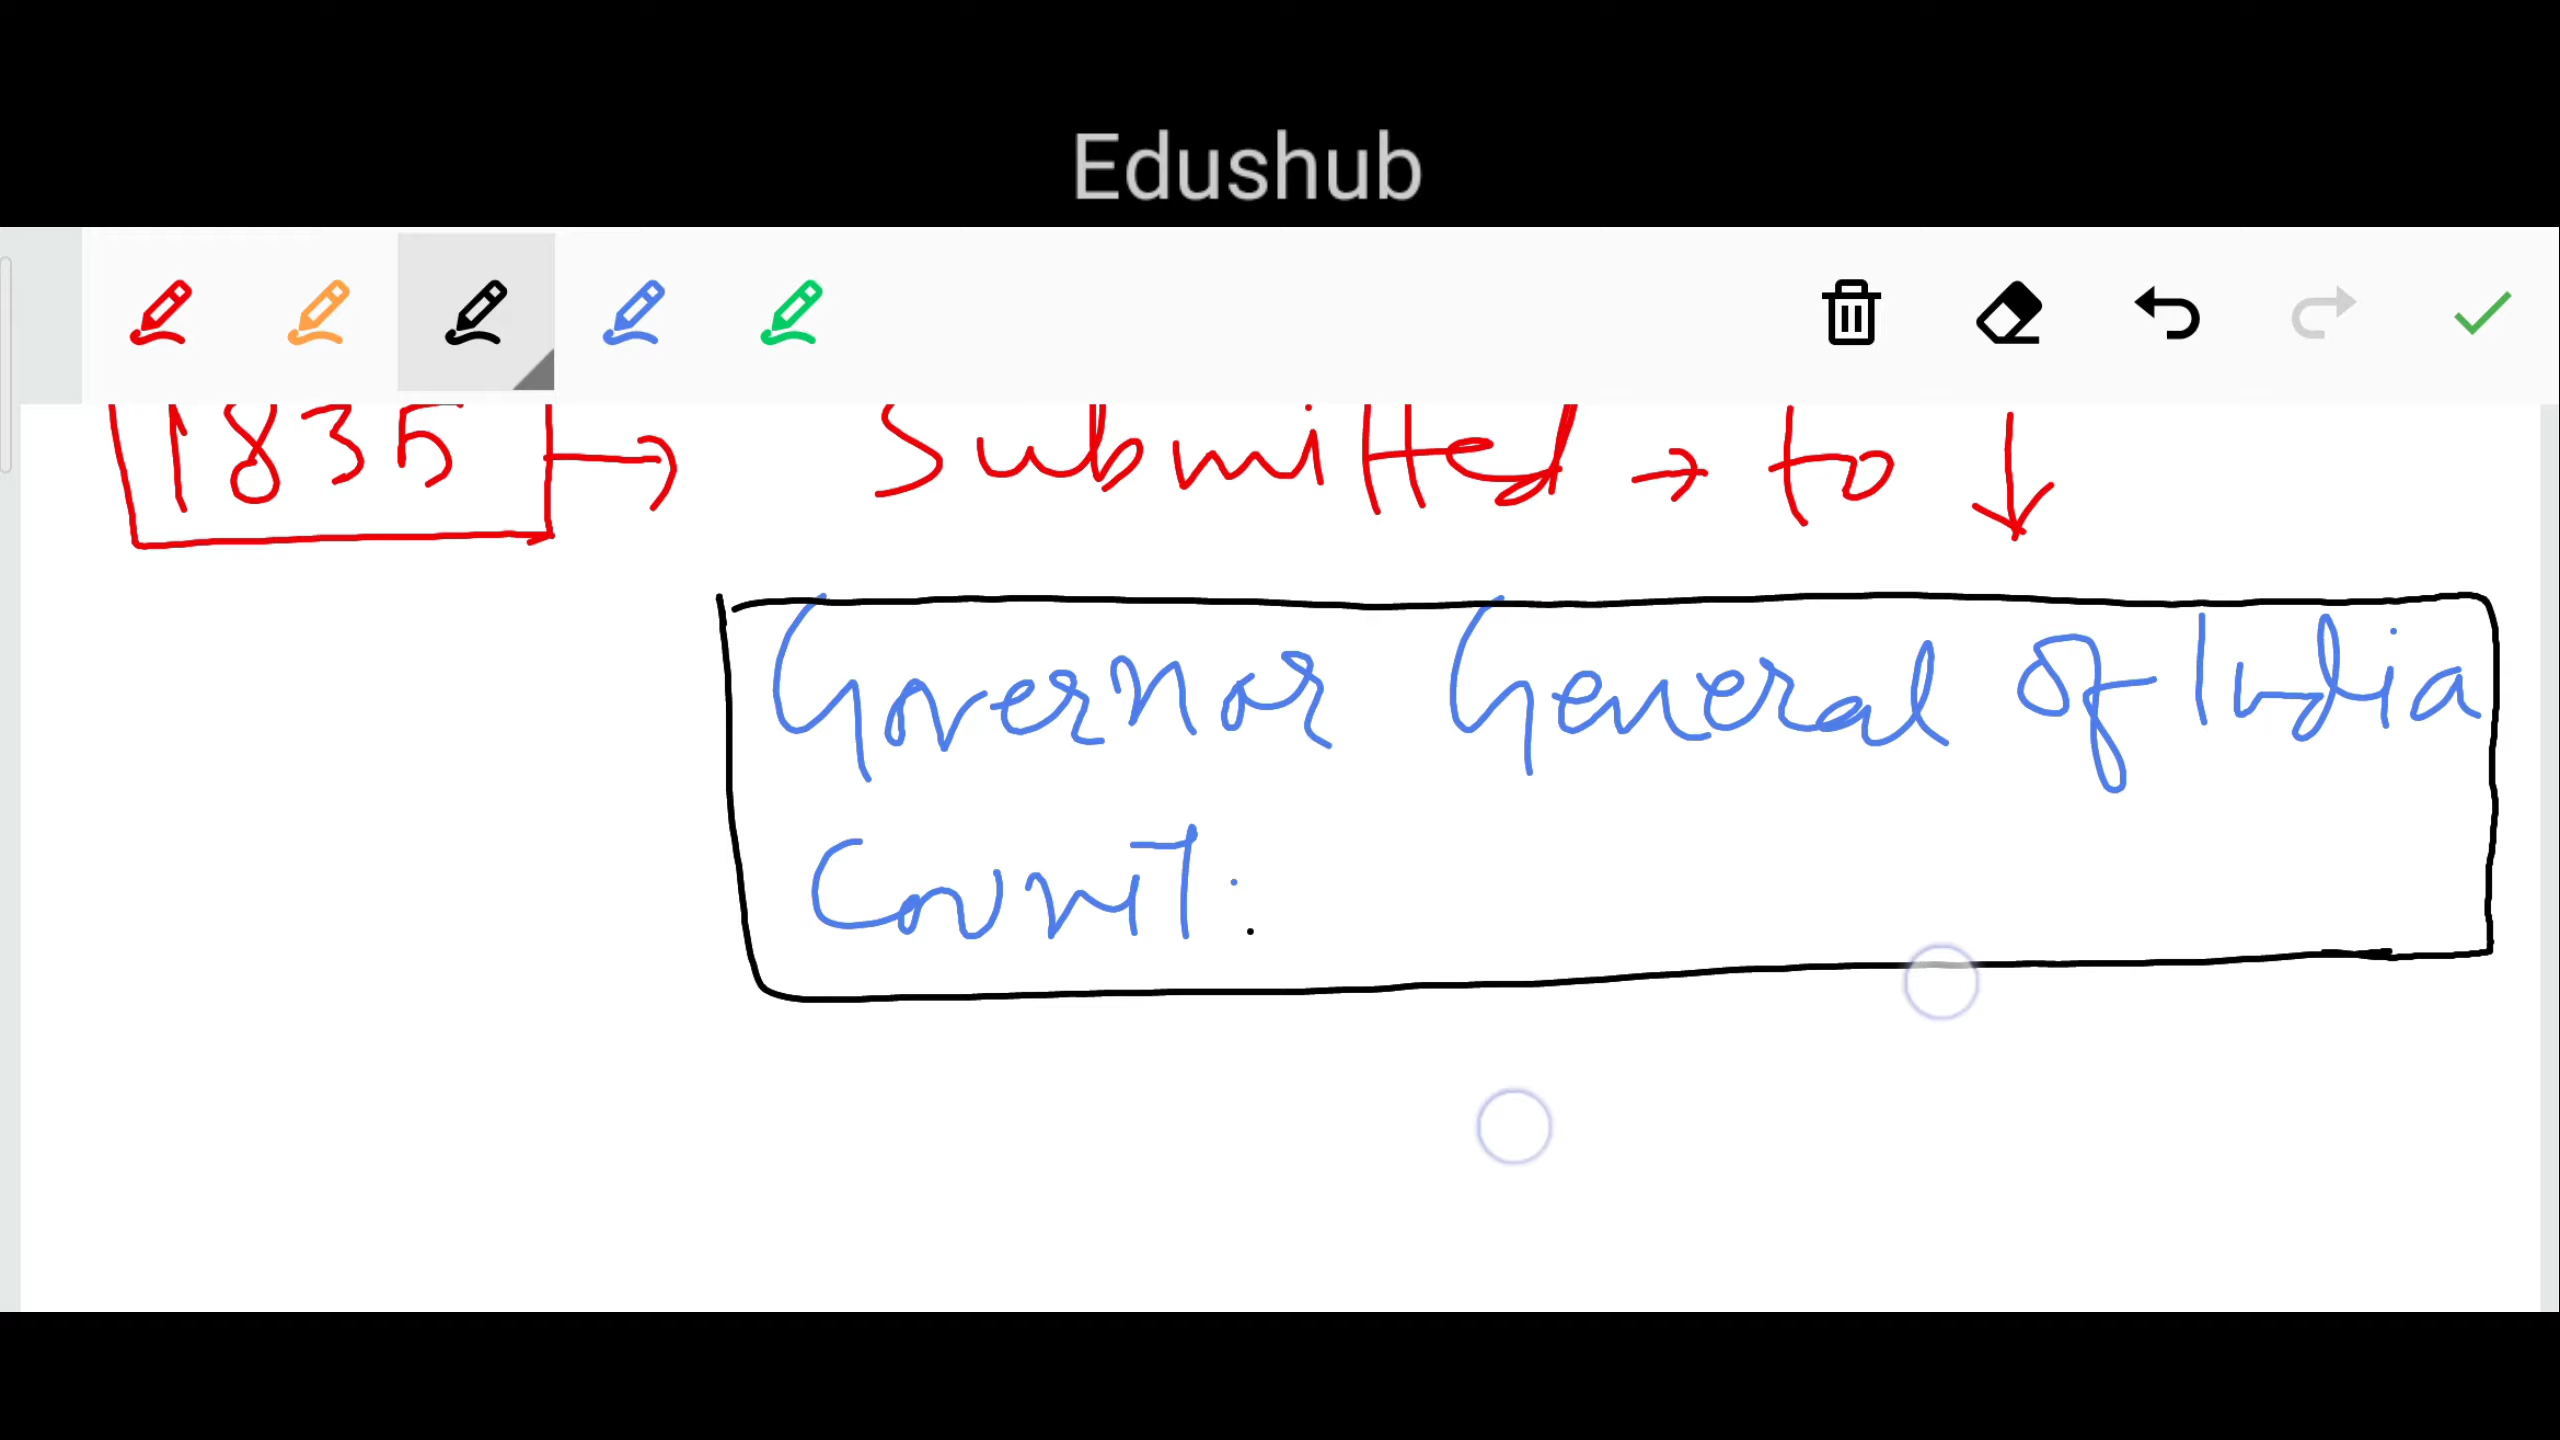 Edushub
1835 → Submitted → to ↓
Governor General of India
Count: